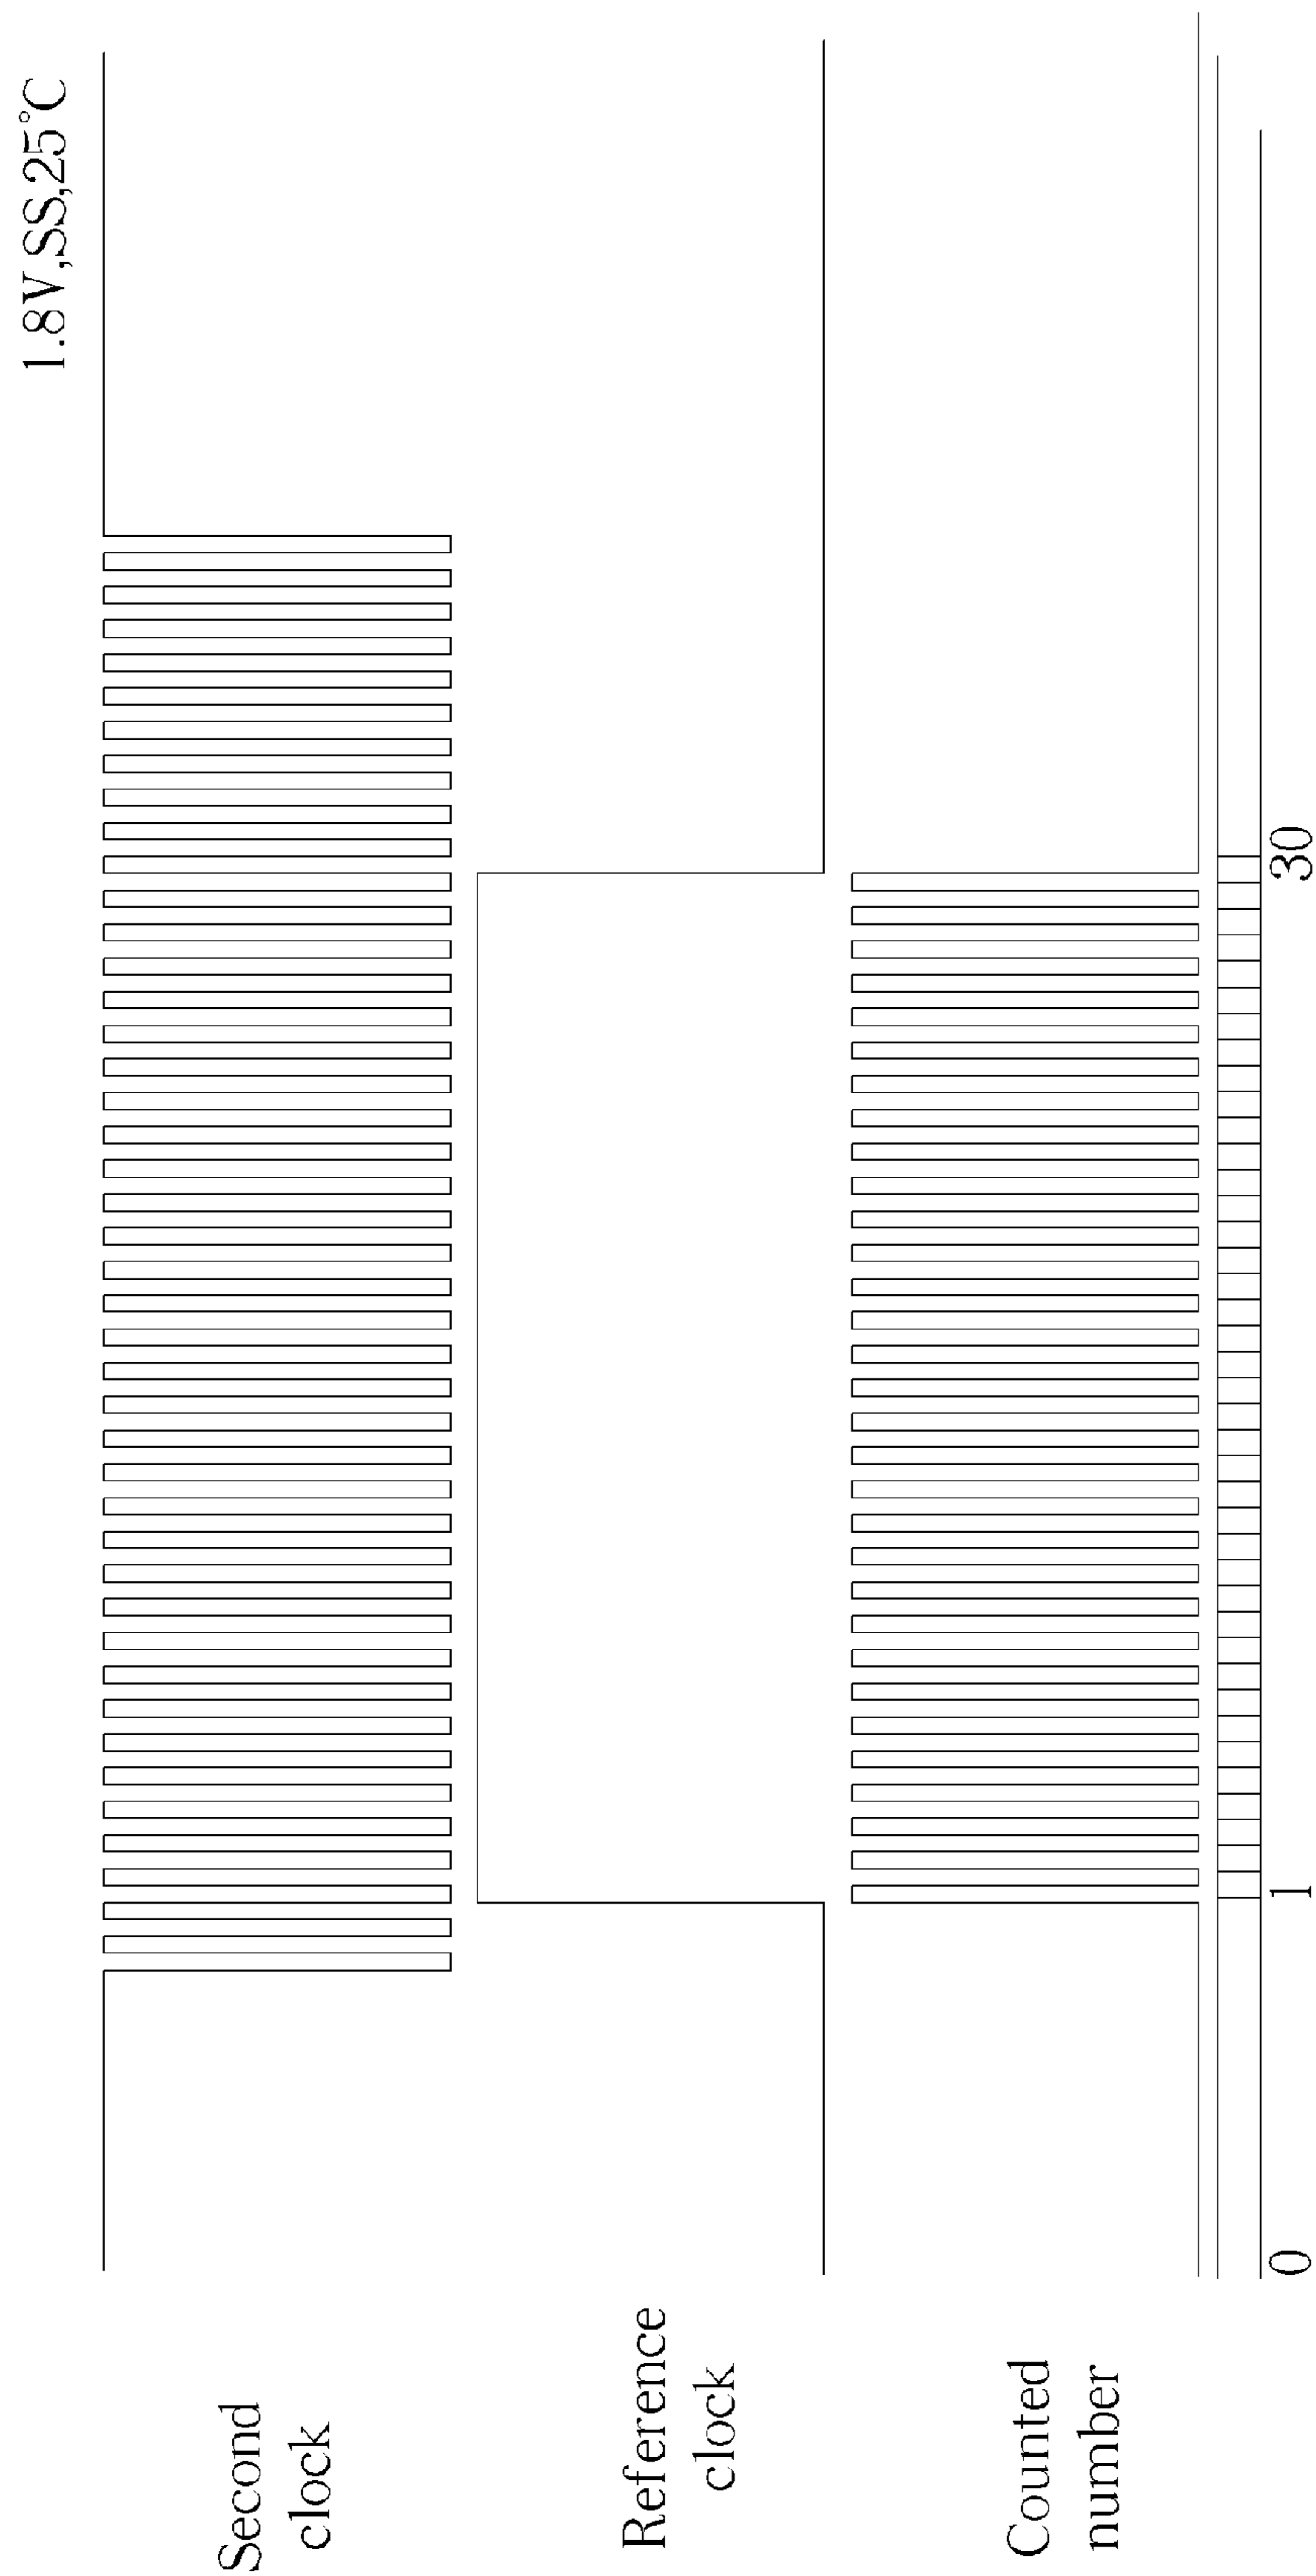 1.8V,SS,25°C
Second
clock
Reference
clock
Counted
number
0
1
30